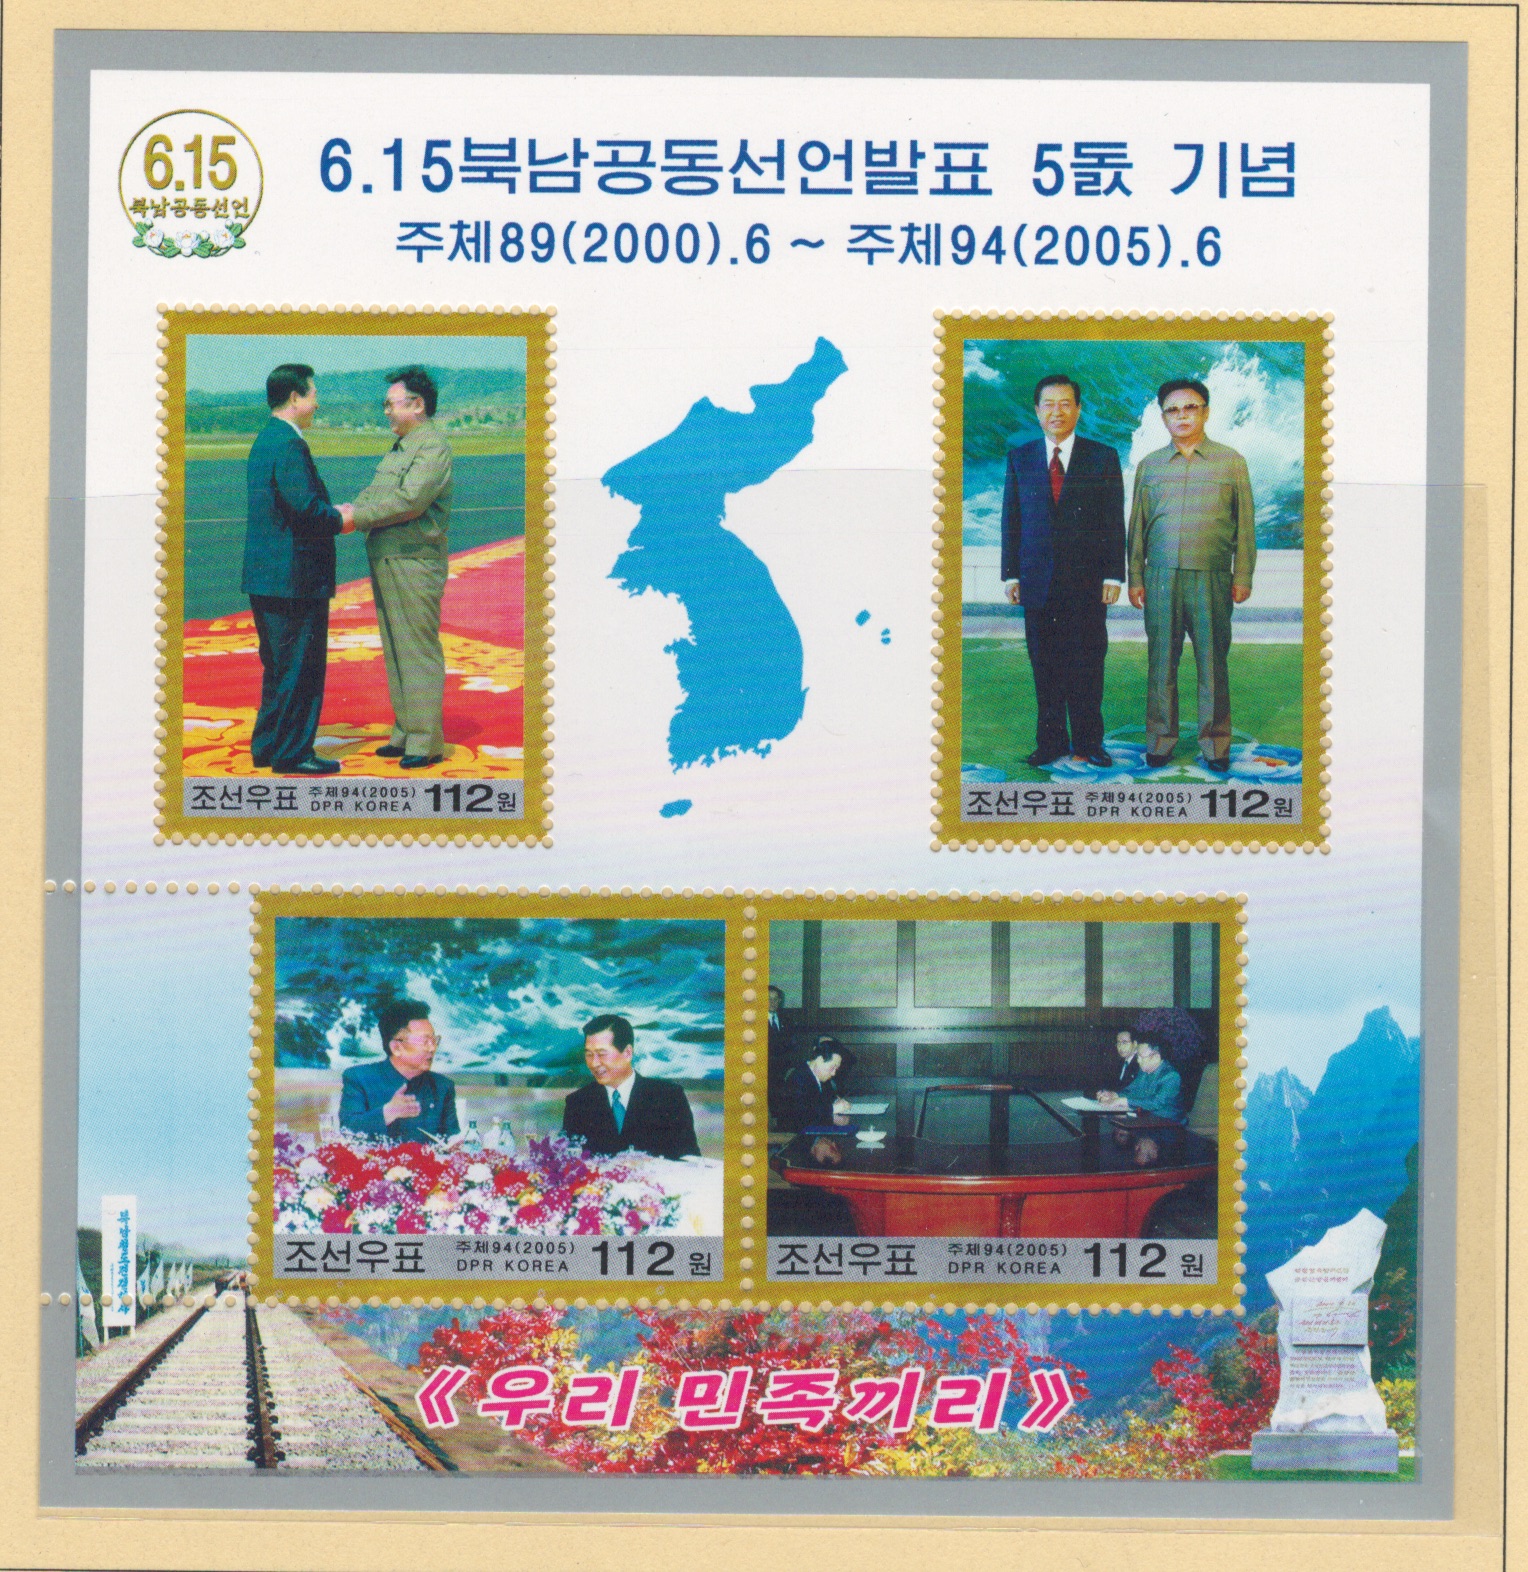 6.15
북남공동선언
6.15북남공동선언발표 5돐 기념
주체89(2000).6 ~ 주체94(2005).6
조선우표 주체94(2005) DPR KOREA 112원
조선우표 주체94(2005) DPR KOREA 112원
조선우표 주체94(2005) DPR KOREA 112원
조선우표 주체94(2005) DPR KOREA 112원
《우리 민족끼리》